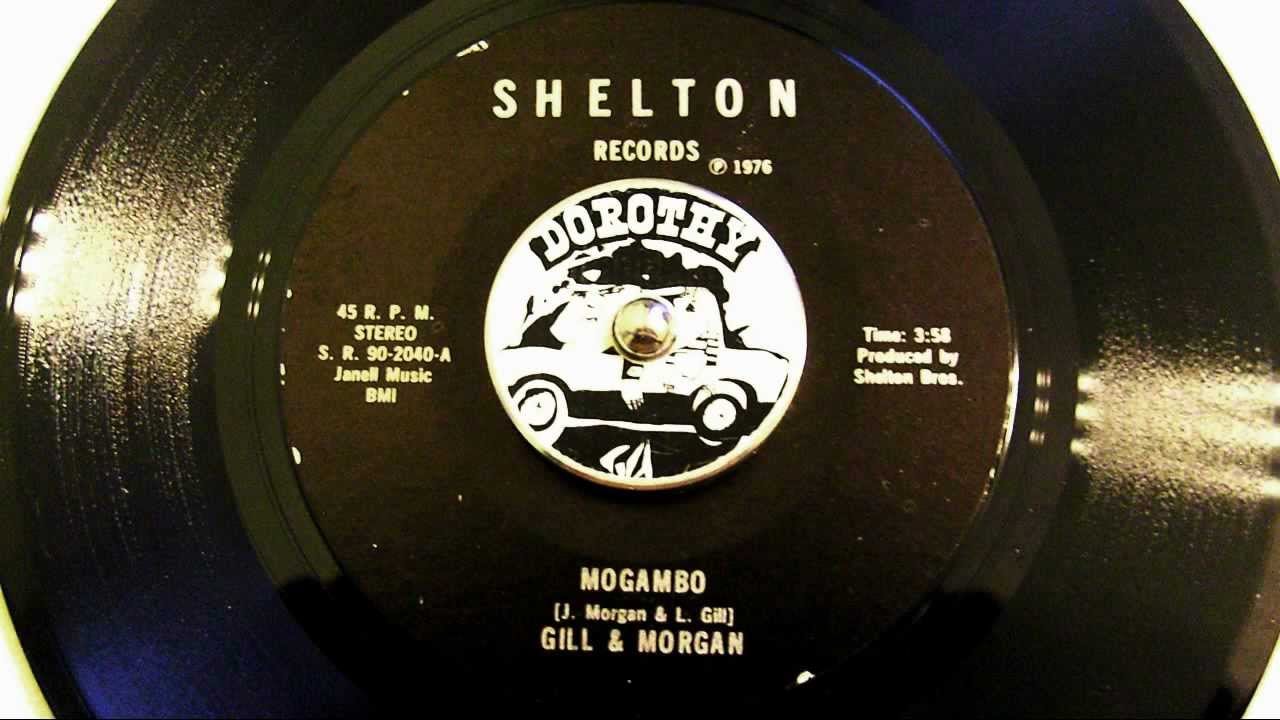 SHELTON
RECORDS
Ⓟ 1976
DOROTHY
45 R. P. M.
STEREO
S. R. 90-2040-A
Janell Music
BMI
Time: 3:58
Produced by
Shelton Bros.
MOGAMBO
[J. Morgan & L. Gill]
GILL & MORGAN